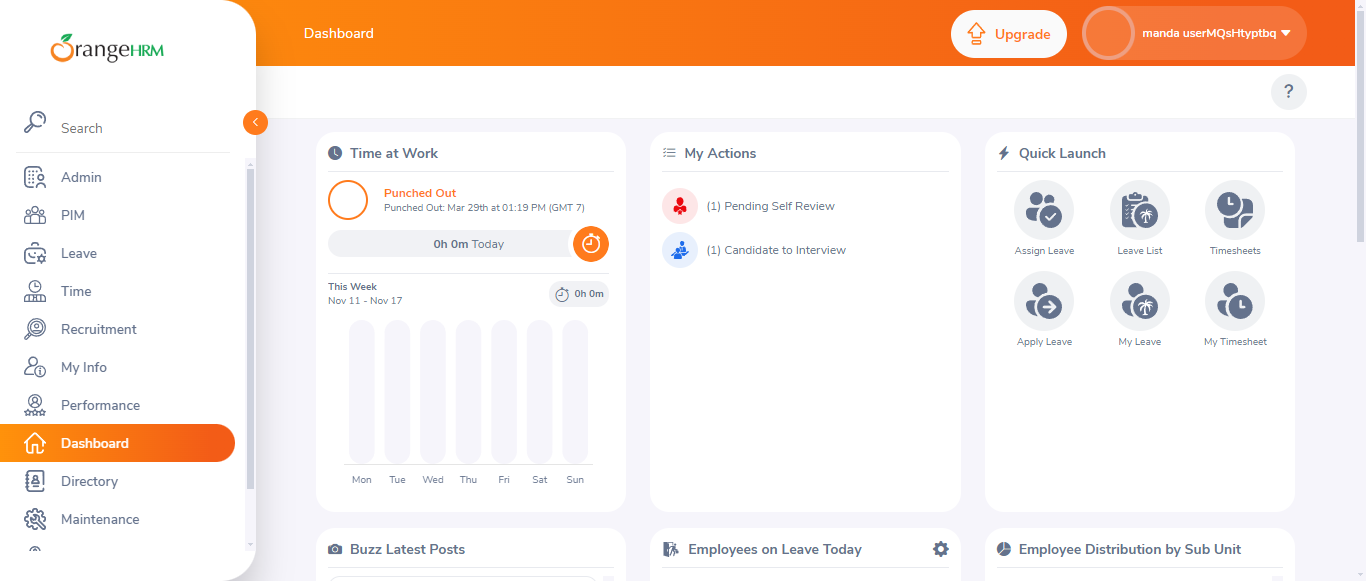 OrangeHRM
Dashboard
Upgrade
manda userMQsHtyptbq
?
Search
Admin
PIM
Leave
Time
Recruitment
My Info
Performance
Dashboard
Directory
Maintenance
Time at Work
Punched Out
Punched Out: Mar 29th at 01:19 PM (GMT 7)
0h 0m Today
This Week
Nov 11 - Nov 17
0h 0m
Mon Tue Wed Thu Fri Sat Sun
My Actions
(1) Pending Self Review
(1) Candidate to Interview
Quick Launch
Assign Leave
Leave List
Timesheets
Apply Leave
My Leave
My Timesheet
Buzz Latest Posts
Employees on Leave Today
Employee Distribution by Sub Unit